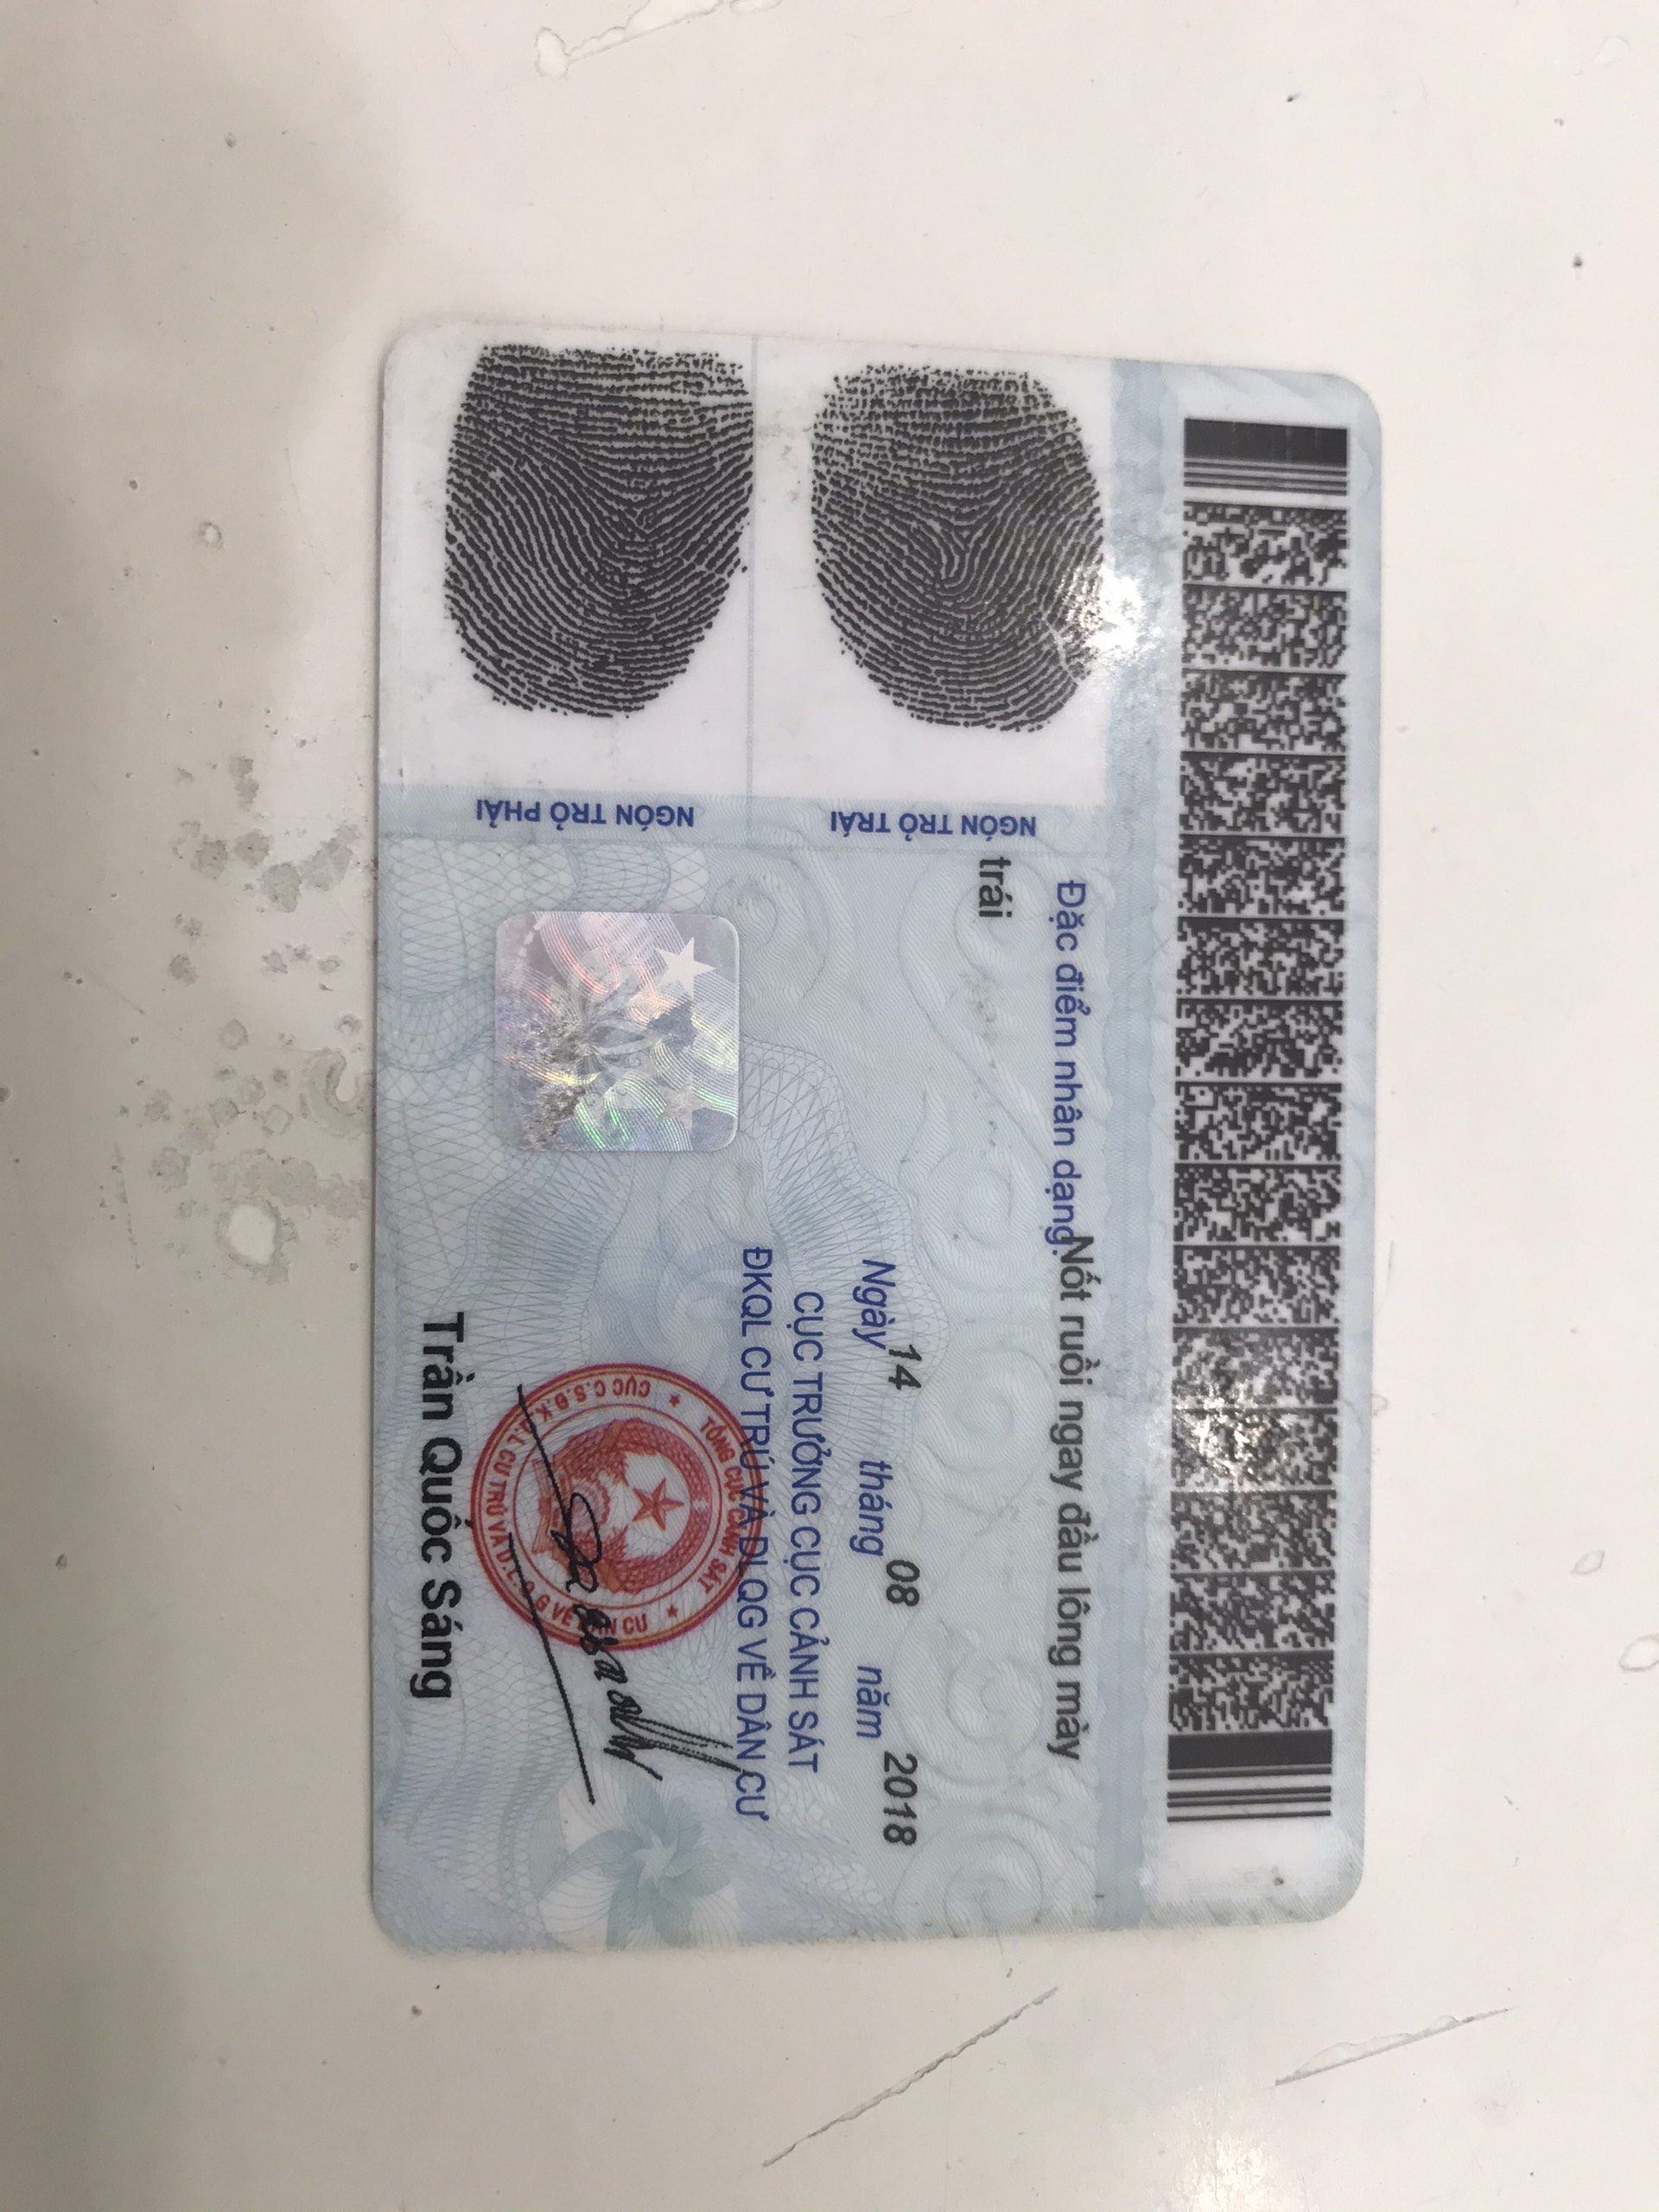 Đặc điểm nhân dạng: Nốt ruồi ngay đầu lông mày
trái
Ngày 14 tháng 08 năm 2018
CỤC TRƯỞNG CỤC CẢNH SÁT
ĐKQL CƯ TRÚ VÀ DLQG VỀ DÂN CƯ
TỔNG CỤC CẢNH SÁT
CỤC C.S.Đ.K.Q.L CƯ TRÚ VÀ D.L.Q.G VỀ DÂN CƯ
Trần Quốc Sáng
NGÓN TRỎ TRÁI
NGÓN TRỎ PHẢI